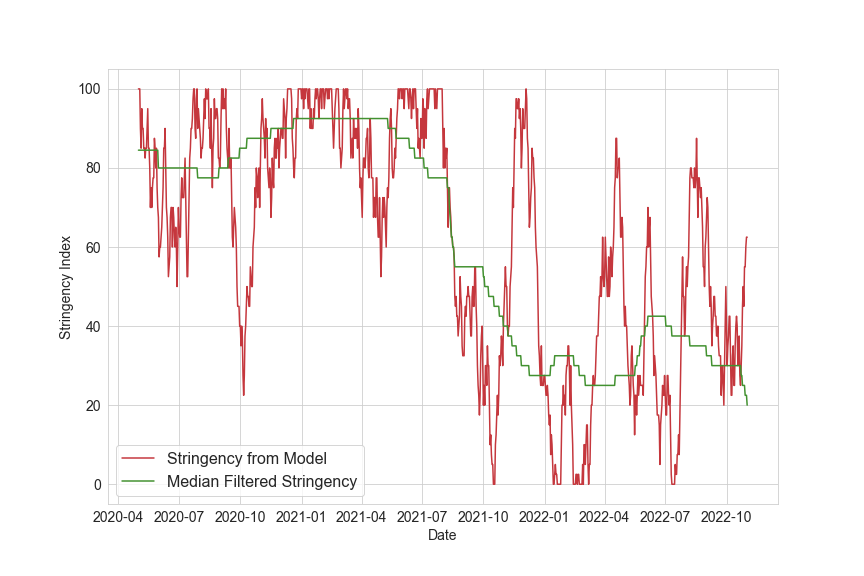 100
80
60
40
20
0
Stringency Index
Stringency from Model
Median Filtered Stringency
2020-04 2020-07 2020-10 2021-01 2021-04 2021-07 2021-10 2022-01 2022-04 2022-07 2022-10
Date